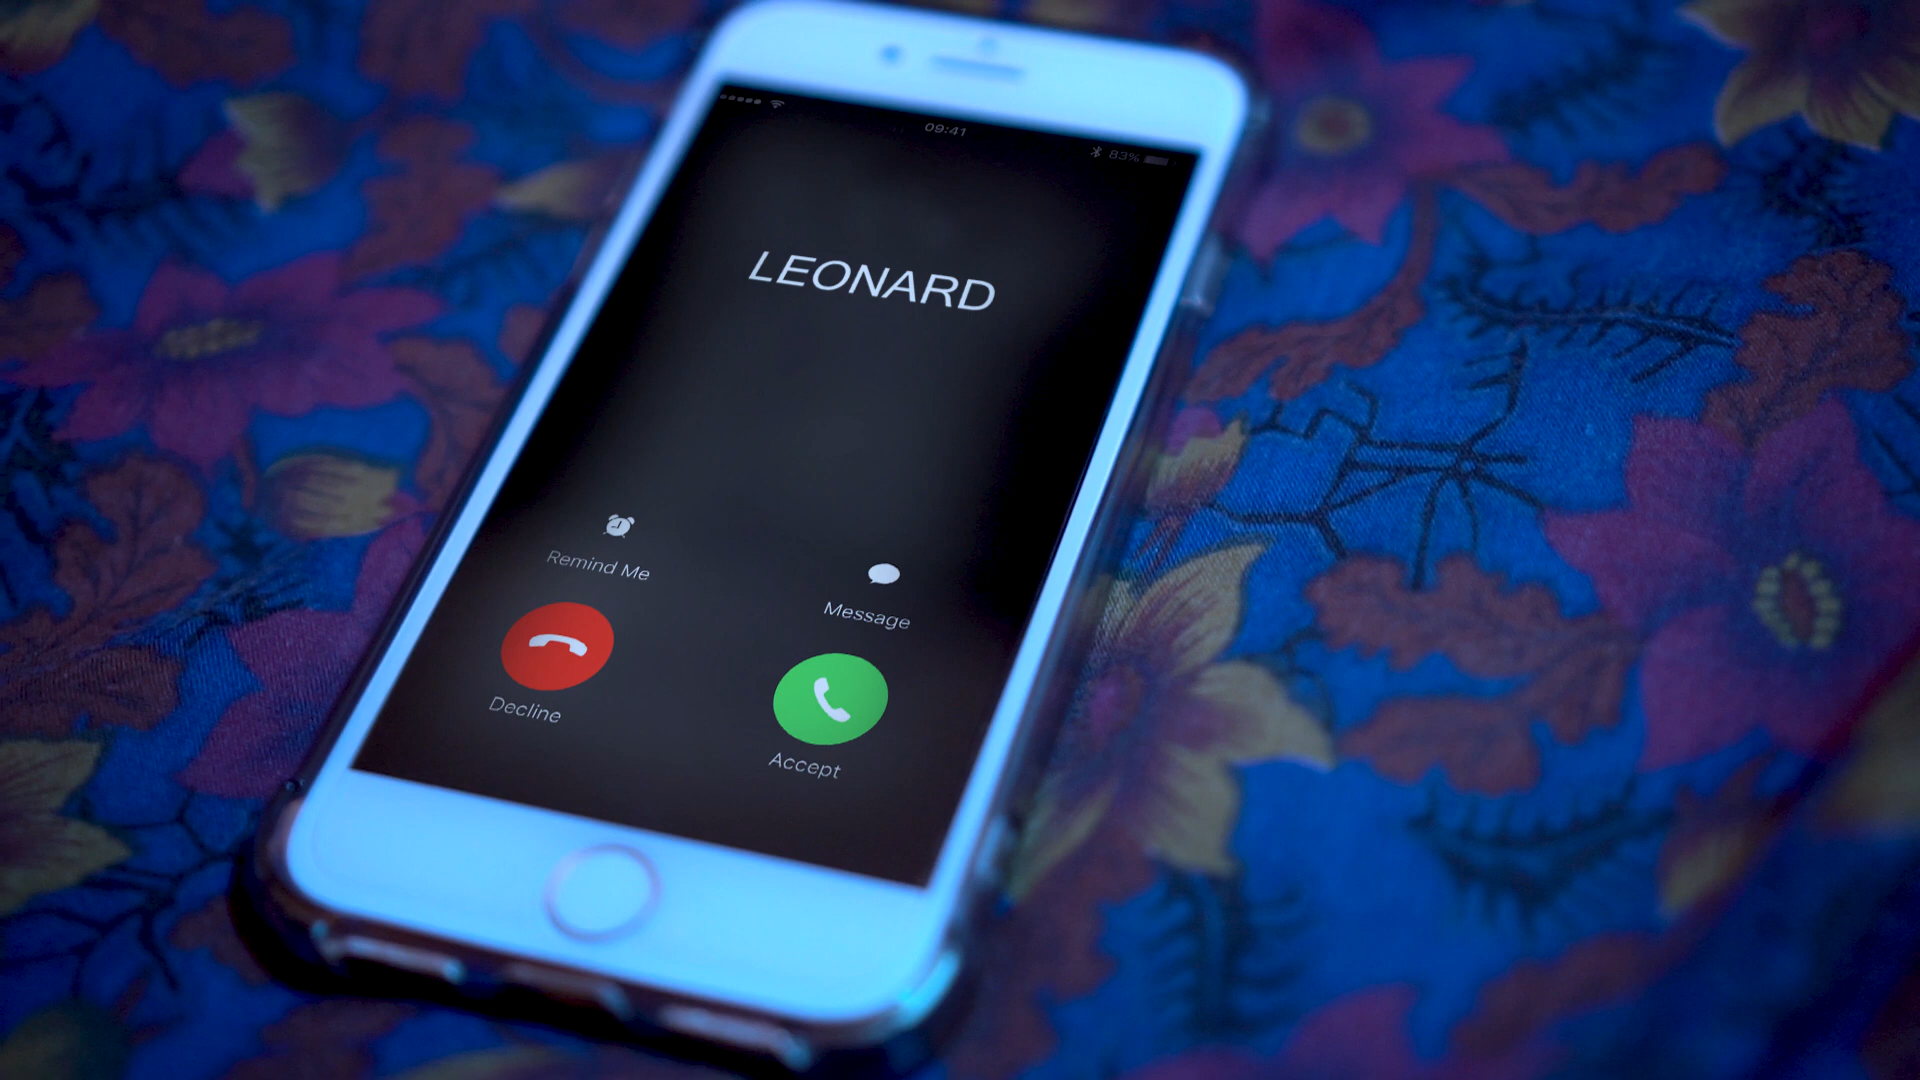 09:41
83%
LEONARD
Remind Me
Message
Decline
Accept